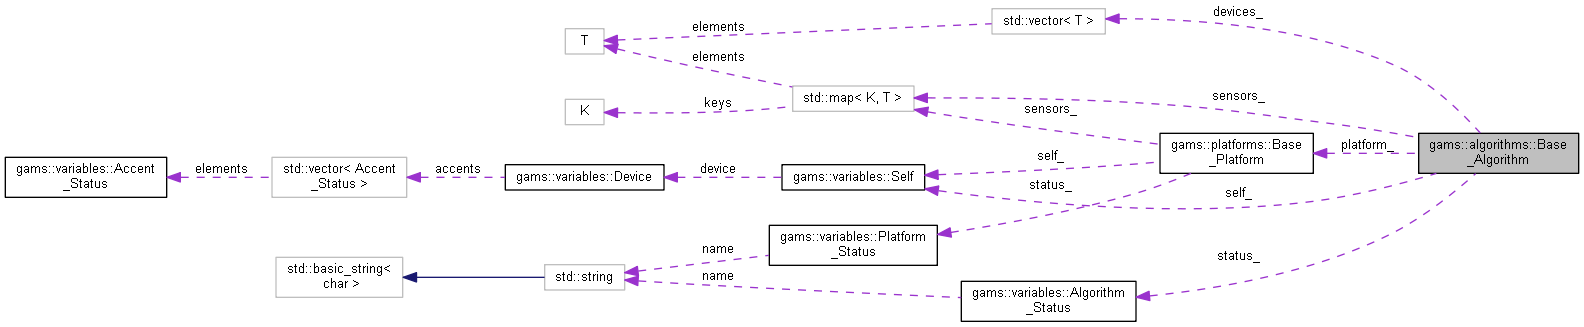 devices_
std::vector< T >
elements
T
elements
sensors_
std::map< K, T >
keys
K
sensors_
gams::platforms::Base
_Platform
platform_
gams::algorithms::Base
_Algorithm
self_
gams::variables::Accent
_Status
elements
std::vector< Accent
_Status >
accents
gams::variables::Device
device
gams::variables::Self
status_
self_
gams::variables::Platform
_Status
name
status_
std::basic_string<
char >
std::string
name
gams::variables::Algorithm
_Status